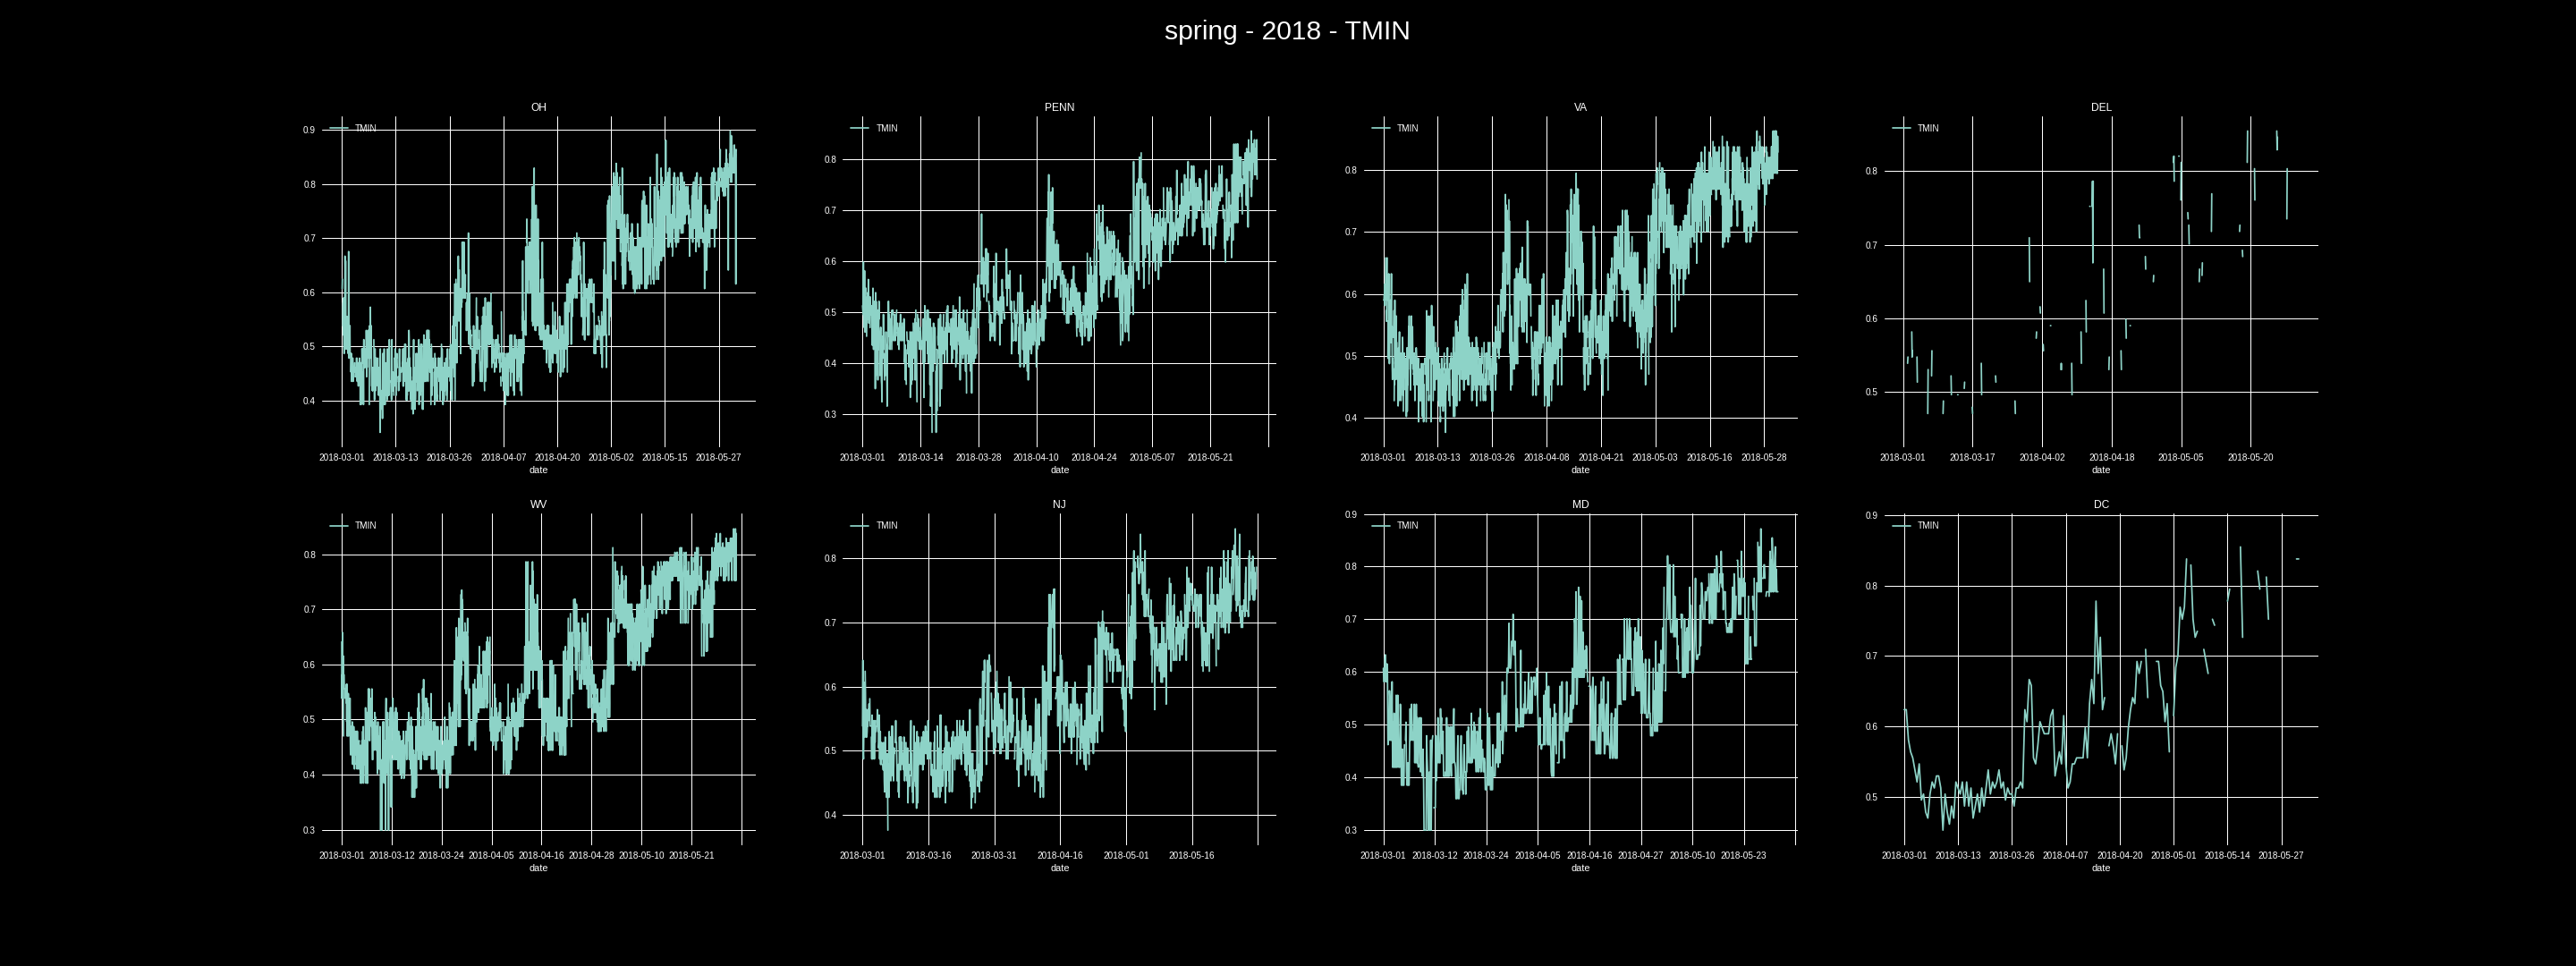 spring - 2018 - TMIN
OH
TMIN
0.9
0.8
0.7
0.6
0.5
0.4
2018-03-01 2018-03-13 2018-03-26 2018-04-07 2018-04-20 2018-05-02 2018-05-15 2018-05-27
date
PENN
TMIN
0.8
0.7
0.6
0.5
0.4
0.3
2018-03-01 2018-03-14 2018-03-28 2018-04-10 2018-04-24 2018-05-07 2018-05-21
date
VA
TMIN
0.8
0.7
0.6
0.5
0.4
2018-03-01 2018-03-13 2018-03-26 2018-04-08 2018-04-21 2018-05-03 2018-05-16 2018-05-28
date
DEL
TMIN
0.8
0.7
0.6
0.5
2018-03-01 2018-03-17 2018-04-02 2018-04-18 2018-05-05 2018-05-20
date
WV
TMIN
0.8
0.7
0.6
0.5
0.4
0.3
2018-03-01 2018-03-12 2018-03-24 2018-04-05 2018-04-16 2018-04-28 2018-05-10 2018-05-21
date
NJ
TMIN
0.8
0.7
0.6
0.5
0.4
2018-03-01 2018-03-16 2018-03-31 2018-04-16 2018-05-01 2018-05-16
date
MD
TMIN
0.9
0.8
0.7
0.6
0.5
0.4
0.3
2018-03-01 2018-03-12 2018-03-24 2018-04-05 2018-04-16 2018-04-27 2018-05-10 2018-05-23
date
DC
TMIN
0.9
0.8
0.7
0.6
0.5
2018-03-01 2018-03-13 2018-03-26 2018-04-07 2018-04-20 2018-05-01 2018-05-14 2018-05-27
date